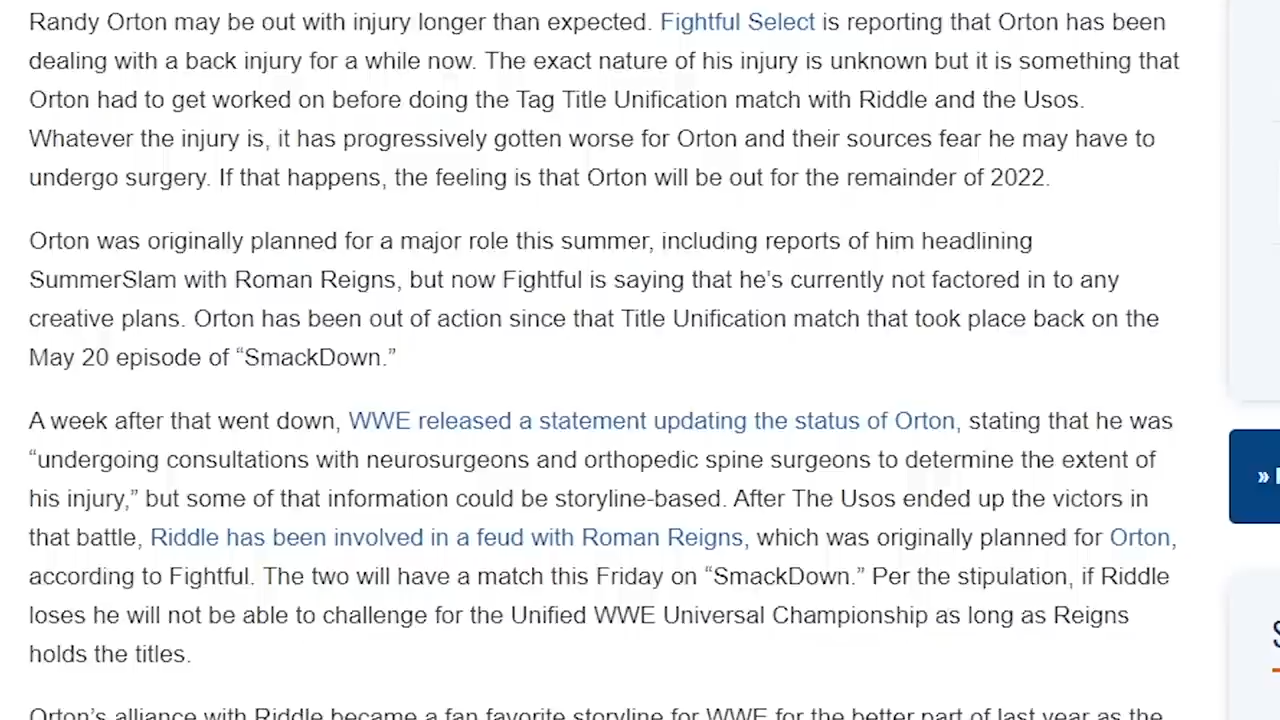 Randy Orton may be out with injury longer than expected. Fightful Select is reporting that Orton has been
dealing with a back injury for a while now. The exact nature of his injury is unknown but it is something that
Orton had to get worked on before doing the Tag Title Unification match with Riddle and the Usos.
Whatever the injury is, it has progressively gotten worse for Orton and their sources fear he may have to
undergo surgery. If that happens, the feeling is that Orton will be out for the remainder of 2022.
Orton was originally planned for a major role this summer, including reports of him headlining
SummerSlam with Roman Reigns, but now Fightful is saying that he’s currently not factored in to any
creative plans. Orton has been out of action since that Title Unification match that took place back on the
May 20 episode of “SmackDown.”
A week after that went down, WWE released a statement updating the status of Orton, stating that he was
“undergoing consultations with neurosurgeons and orthopedic spine surgeons to determine the extent of
his injury,” but some of that information could be storyline-based. After The Usos ended up the victors in
that battle, Riddle has been involved in a feud with Roman Reigns, which was originally planned for Orton,
according to Fightful. The two will have a match this Friday on “SmackDown.” Per the stipulation, if Riddle
loses he will not be able to challenge for the Unified WWE Universal Championship as long as Reigns
holds the titles.
Orton’s alliance with Riddle became a fan favorite storyline for WWE for the better part of last year as the
»